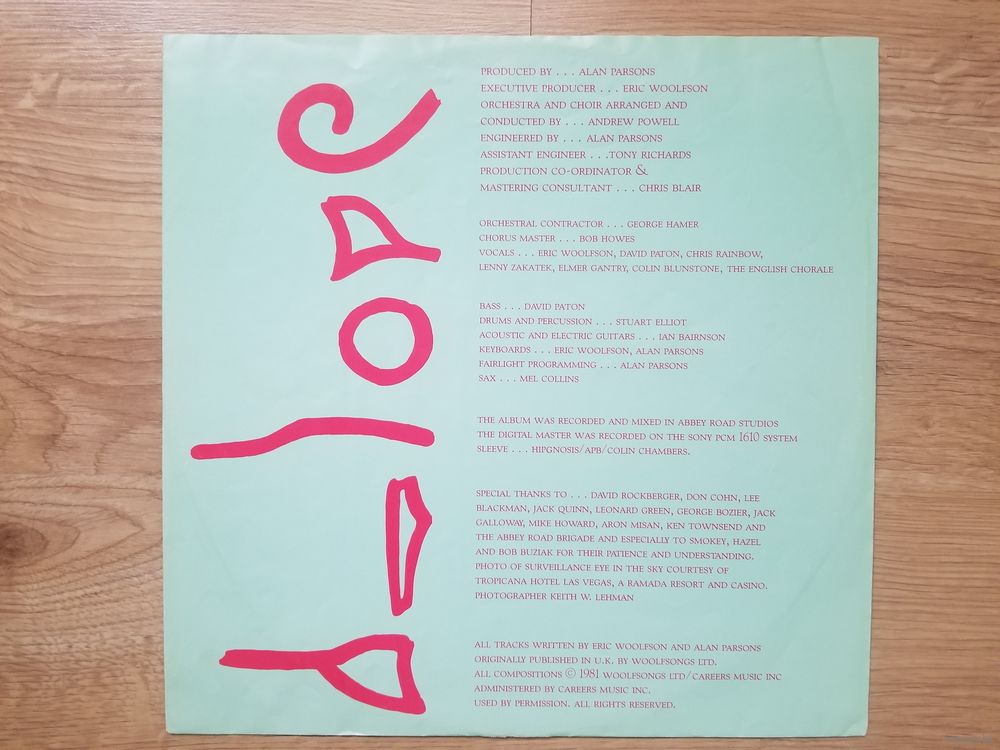 PRODUCED BY . . . ALAN PARSONS
EXECUTIVE PRODUCER . . . ERIC WOOLFSON
ORCHESTRA AND CHOIR ARRANGED AND
CONDUCTED BY . . . ANDREW POWELL
ENGINEERED BY . . . ALAN PARSONS
ASSISTANT ENGINEER . . .TONY RICHARDS
PRODUCTION CO-ORDINATOR &
MASTERING CONSULTANT . . . CHRIS BLAIR
ORCHESTRAL CONTRACTOR . . . GEORGE HAMER
CHORUS MASTER . . . BOB HOWES
VOCALS . . . ERIC WOOLFSON, DAVID PATON, CHRIS RAINBOW,
LENNY ZAKATEK, ELMER GANTRY, COLIN BLUNSTONE, THE ENGLISH CHORALE
BASS . . . DAVID PATON
DRUMS AND PERCUSSION . . . STUART ELLIOT
ACOUSTIC AND ELECTRIC GUITARS . . . IAN BAIRNSON
KEYBOARDS . . . ERIC WOOLFSON, ALAN PARSONS
FAIRLIGHT PROGRAMMING . . . ALAN PARSONS
SAX . . . MEL COLLINS
THE ALBUM WAS RECORDED AND MIXED IN ABBEY ROAD STUDIOS
THE DIGITAL MASTER WAS RECORDED ON THE SONY PCM 1610 SYSTEM
SLEEVE . . . HIPGNOSIS/APB/COLIN CHAMBERS.
SPECIAL THANKS TO . . . DAVID ROCKBERGER, DON COHN, LEE
BLACKMAN, JACK QUINN, LEONARD GREEN, GEORGE BOZIER, JACK
GALLOWAY, MIKE HOWARD, ARON MISAN, KEN TOWNSEND AND
THE ABBEY ROAD BRIGADE AND ESPECIALLY TO SMOKEY, HAZEL
AND BOB BUZIAK FOR THEIR PATIENCE AND UNDERSTANDING.
PHOTO OF SURVEILLANCE EYE IN THE SKY COURTESY OF
TROPICANA HOTEL LAS VEGAS, A RAMADA RESORT AND CASINO.
PHOTOGRAPHER KEITH W. LEHMAN
ALL TRACKS WRITTEN BY ERIC WOOLFSON AND ALAN PARSONS
ORIGINALLY PUBLISHED IN U.K. BY WOOLFSONGS LTD.
ALL COMPOSITIONS © 1981 WOOLFSONGS LTD/CAREERS MUSIC INC
ADMINISTERED BY CAREERS MUSIC INC.
USED BY PERMISSION. ALL RIGHTS RESERVED.